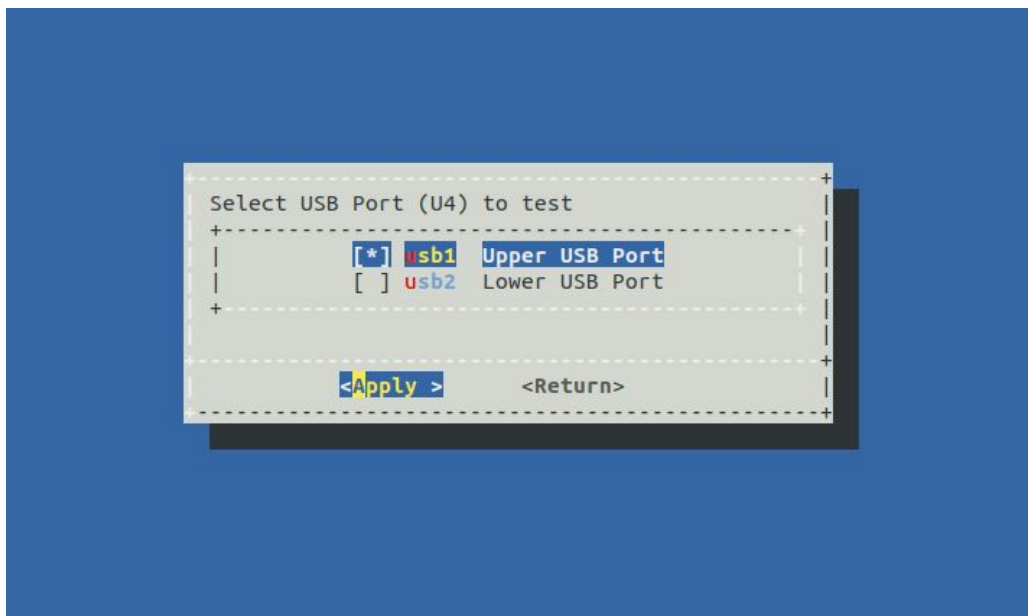 Select USB Port (U4) to test
[*] usb1 Upper USB Port
[ ] usb2 Lower USB Port
<Apply > <Return>